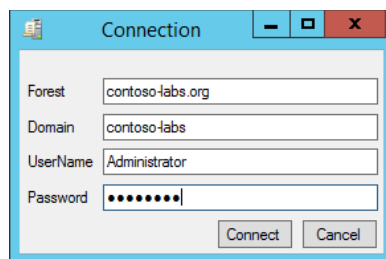 Connection
Forest contoso-labs.org
Domain contoso-labs
UserName Administrator
Password ●●●●●●●●
Connect Cancel